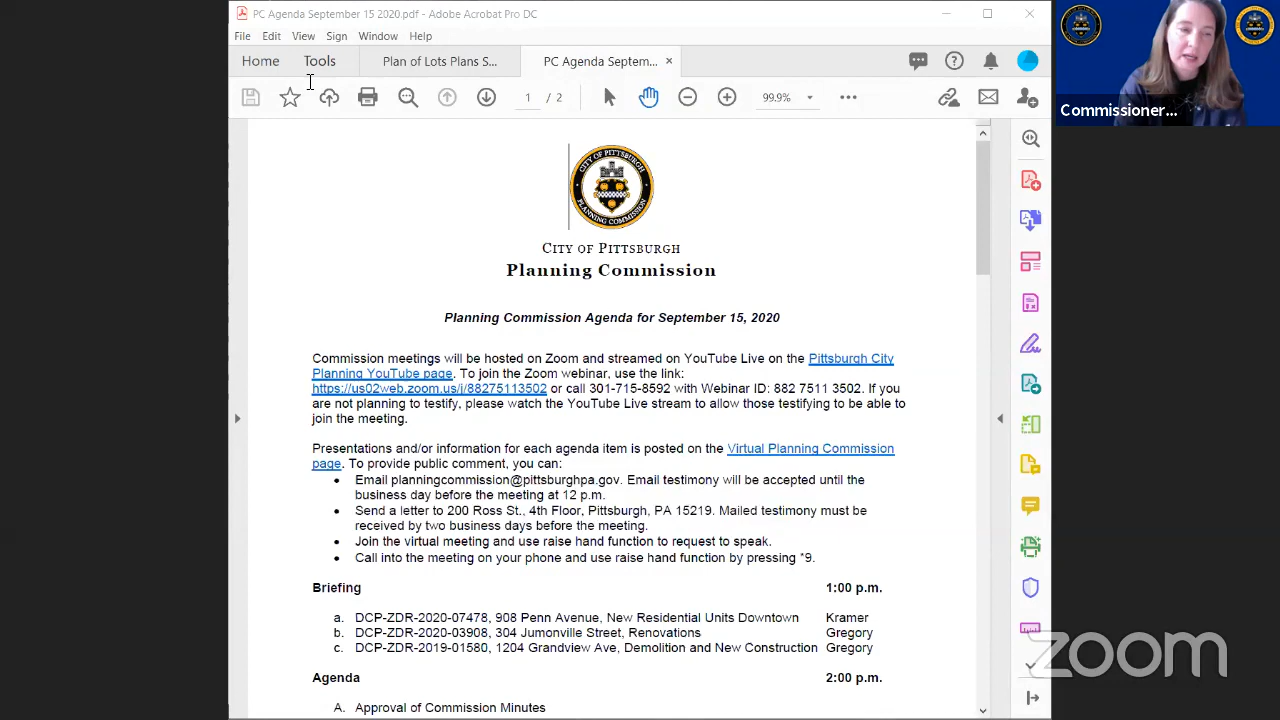 PC Agenda September 15 2020.pdf - Adobe Acrobat Pro DC
File Edit View Sign Window Help
Home Tools Plan of Lots Plans S... PC Agenda Septem... ×
1 / 2 99.9%
Commissioner...
CITY OF PITTSBURGH
PLANNING COMMISSION
CITY OF PITTSBURGH
Planning Commission
Planning Commission Agenda for September 15, 2020
Commission meetings will be hosted on Zoom and streamed on YouTube Live on the Pittsburgh City
Planning YouTube page. To join the Zoom webinar, use the link:
https://us02web.zoom.us/j/88275113502 or call 301-715-8592 with Webinar ID: 882 7511 3502. If you
are not planning to testify, please watch the YouTube Live stream to allow those testifying to be able to
join the meeting.
Presentations and/or information for each agenda item is posted on the Virtual Planning Commission
page. To provide public comment, you can:
• Email planningcommission@pittsburghpa.gov. Email testimony will be accepted until the
business day before the meeting at 12 p.m.
• Send a letter to 200 Ross St., 4th Floor, Pittsburgh, PA 15219. Mailed testimony must be
received by two business days before the meeting.
• Join the virtual meeting and use raise hand function to request to speak.
• Call into the meeting on your phone and use raise hand function by pressing *9.
Briefing 1:00 p.m.
a. DCP-ZDR-2020-07478, 908 Penn Avenue, New Residential Units Downtown Kramer
b. DCP-ZDR-2020-03908, 304 Jumonville Street, Renovations Gregory
c. DCP-ZDR-2019-01580, 1204 Grandview Ave, Demolition and New Construction Gregory
Agenda 2:00 p.m.
A. Approval of Commission Minutes
zoom